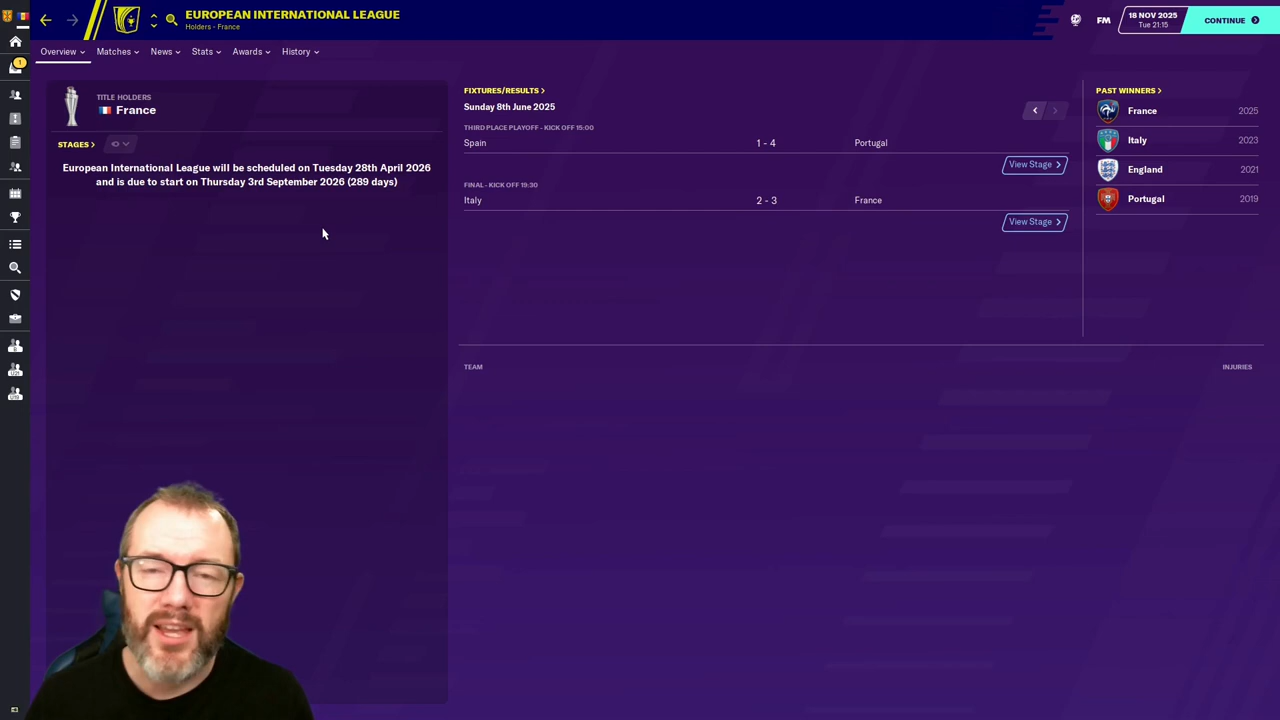 EUROPEAN INTERNATIONAL LEAGUE
Holders - France
FM
18 NOV 2025
Tue 21:15
CONTINUE
1
Overview
Matches
News
Stats
Awards
History
TITLE HOLDERS
France
STAGES >
European International League will be scheduled on Tuesday 28th April 2026
and is due to start on Thursday 3rd September 2026 (289 days)
FIXTURES/RESULTS >
Sunday 8th June 2025
THIRD PLACE PLAYOFF - KICK OFF 15:00
Spain 1 - 4 Portugal
View Stage >
FINAL - KICK OFF 19:30
Italy 2 - 3 France
View Stage >
TEAM INJURIES
PAST WINNERS >
France 2025
Italy 2023
England 2021
Portugal 2019